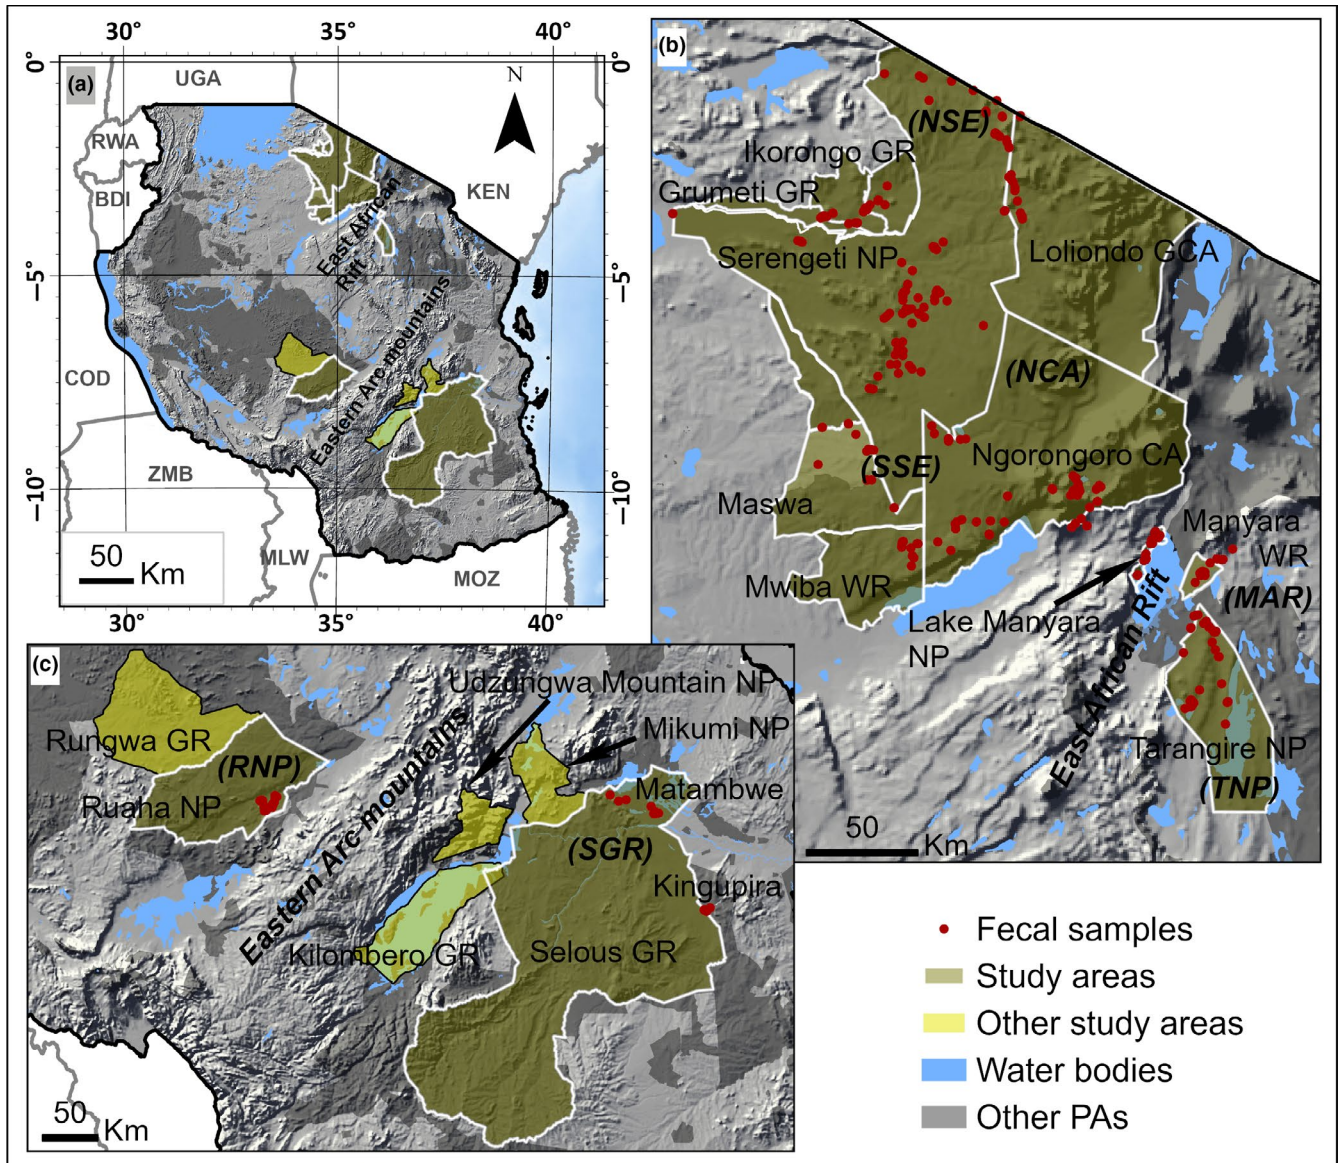 30°
35°
40°
0°
−5°
−10°
(a)
N
UGA
RWA
BDI
KEN
COD
ZMB
MLW
MOZ
East African
Rift
Eastern Arc mountains
50
Km
30°
35°
40°
(b)
(NSE)
Ikorongo GR
Grumeti GR
Serengeti NP
Loliondo GCA
(NCA)
(SSE)
Ngorongoro CA
Maswa
Mwiba WR
Manyara
WR
(MAR)
Lake Manyara
NP
East African Rift
Tarangire NP
(TNP)
50
Km
(c)
Udzungwa Mountain NP
Mikumi NP
Rungwa GR
(RNP)
Ruaha NP
Matambwe
(SGR)
Kingupira
Eastern Arc mountains
Kilombero GR
Selous GR
50
Km
Fecal samples
Study areas
Other study areas
Water bodies
Other PAs